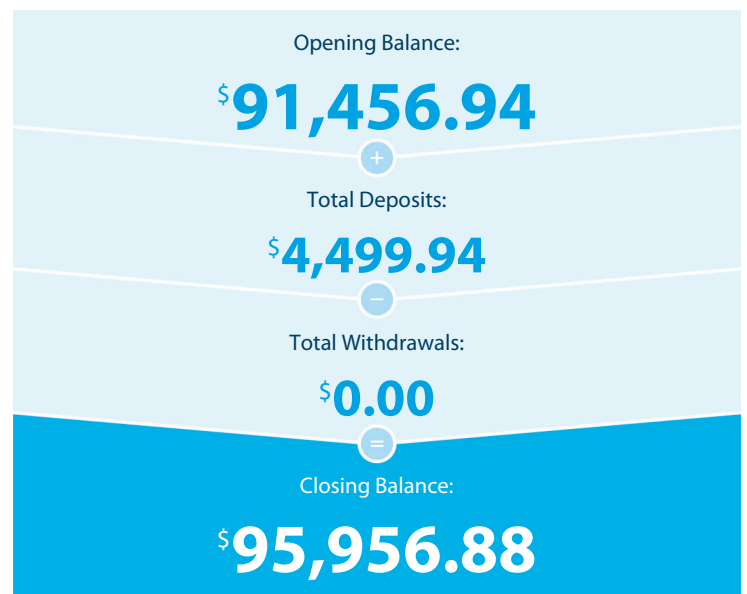 Opening Balance:
$91,456.94
+
Total Deposits:
$4,499.94
−
Total Withdrawals:
$0.00
=
Closing Balance:
$95,956.88